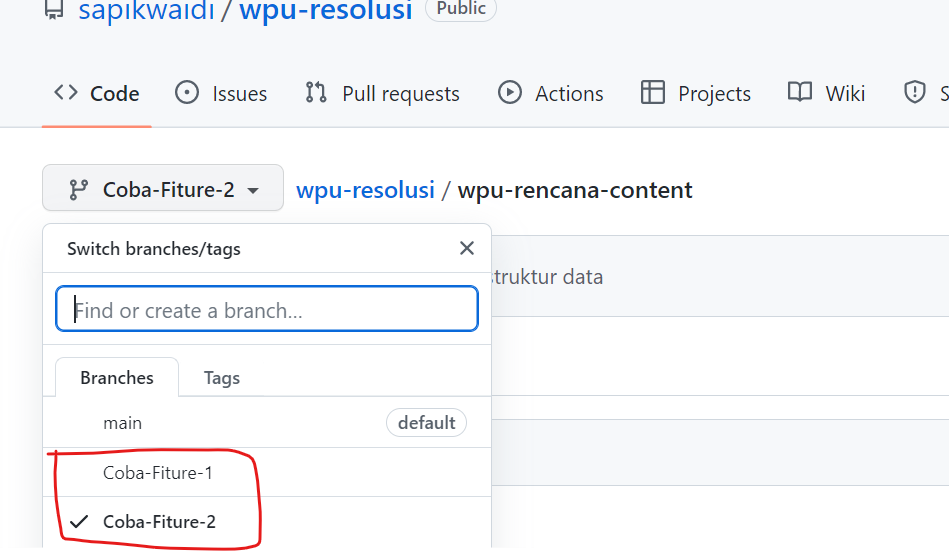 sapikwaidi / wpu-resolusi Public
Code Issues Pull requests Actions Projects Wiki
Coba-Fiture-2 wpu-resolusi / wpu-rencana-content
Switch branches/tags
struktur data
Find or create a branch...
Branches Tags
main default
Coba-Fiture-1
Coba-Fiture-2